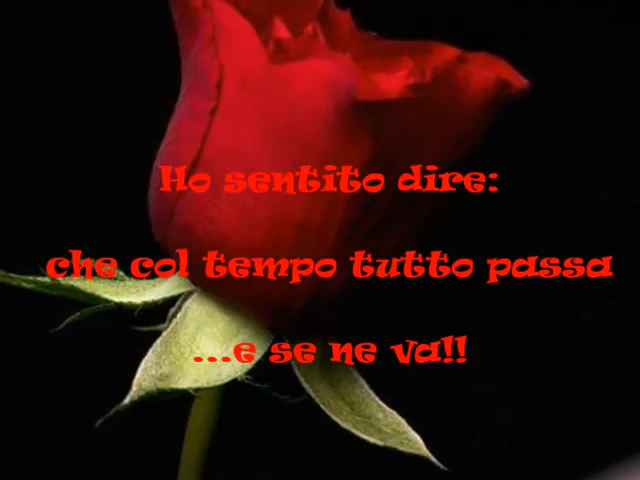 Ho sentito dire:
che col tempo tutto passa
...e se ne va!!